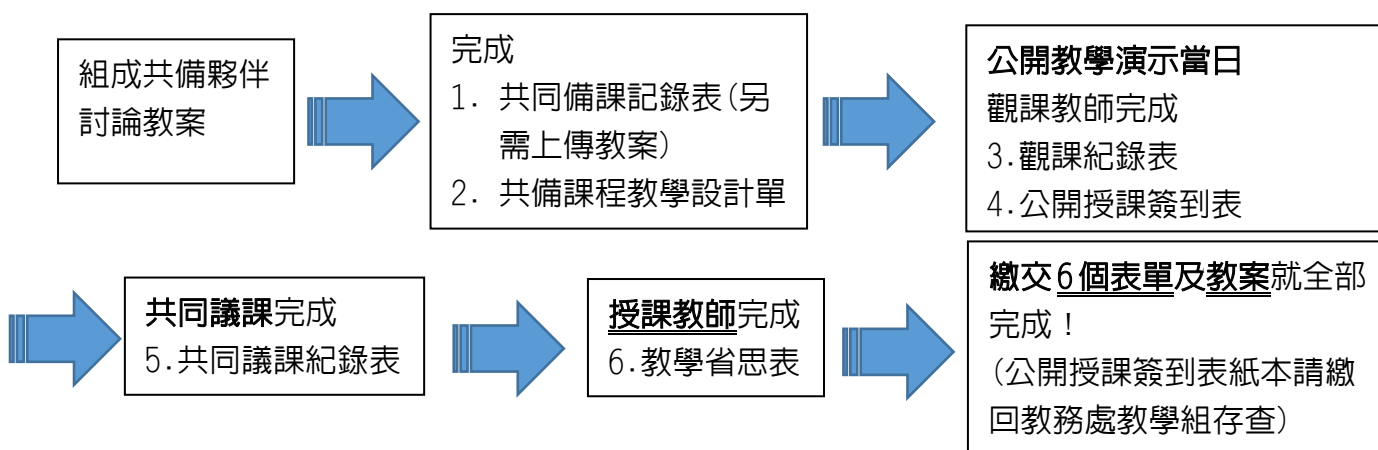 組成共備夥伴
討論教案
完成
1. 共同備課記錄表(另
需上傳教案)
2. 共備課程教學設計單
公開教學演示當日
觀課教師完成
3.觀課紀錄表
4.公開授課簽到表
共同議課完成
5.共同議課紀錄表
授課教師完成
6.教學省思表
繳交6個表單及教案就全部
完成！
(公開授課簽到表紙本請繳
回教務處教學組存查)